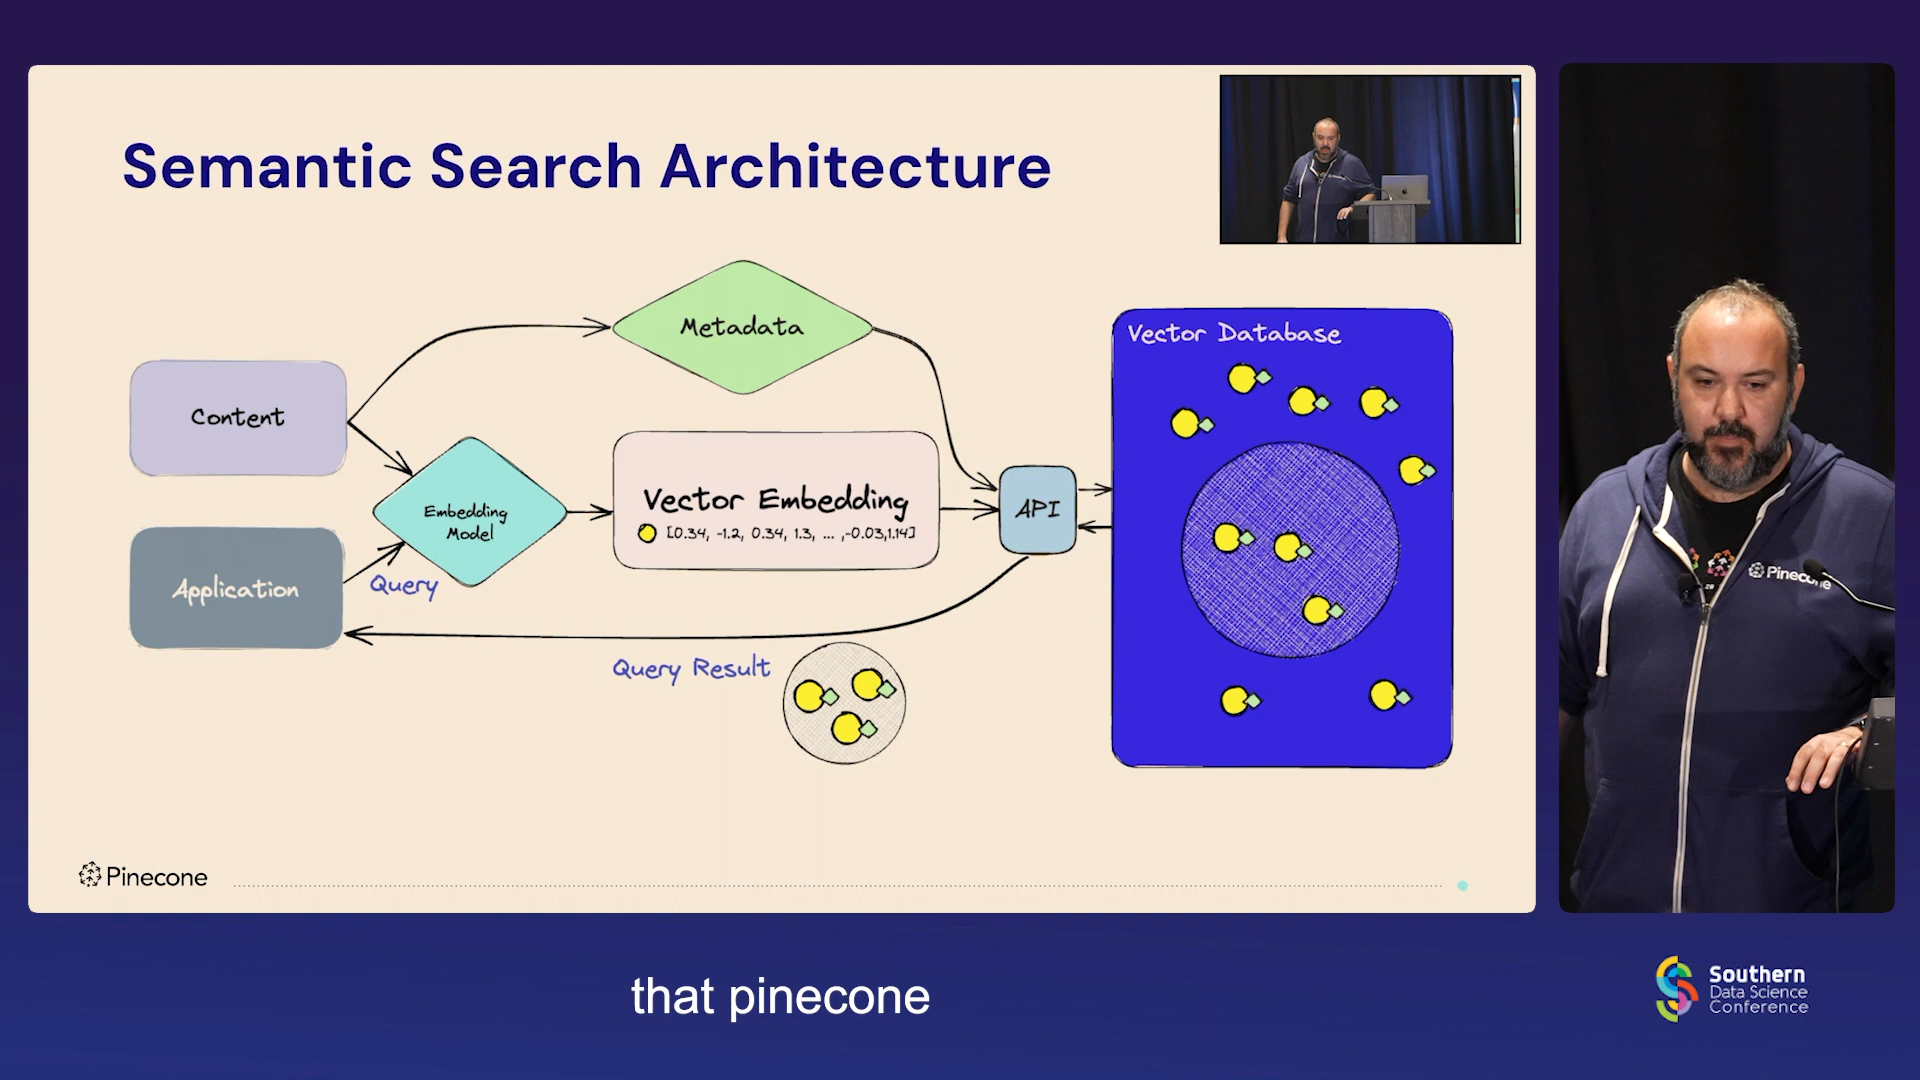 Semantic Search Architecture
Metadata
Vector Database
Content
Embedding
Model
Vector Embedding
[0.34, -1.2, 0.34, 1.3, ... ,-0.03,1.14]
API
Application
Query
Query Result
Pinecone
Pinecone
that pinecone
Southern
Data Science
Conference